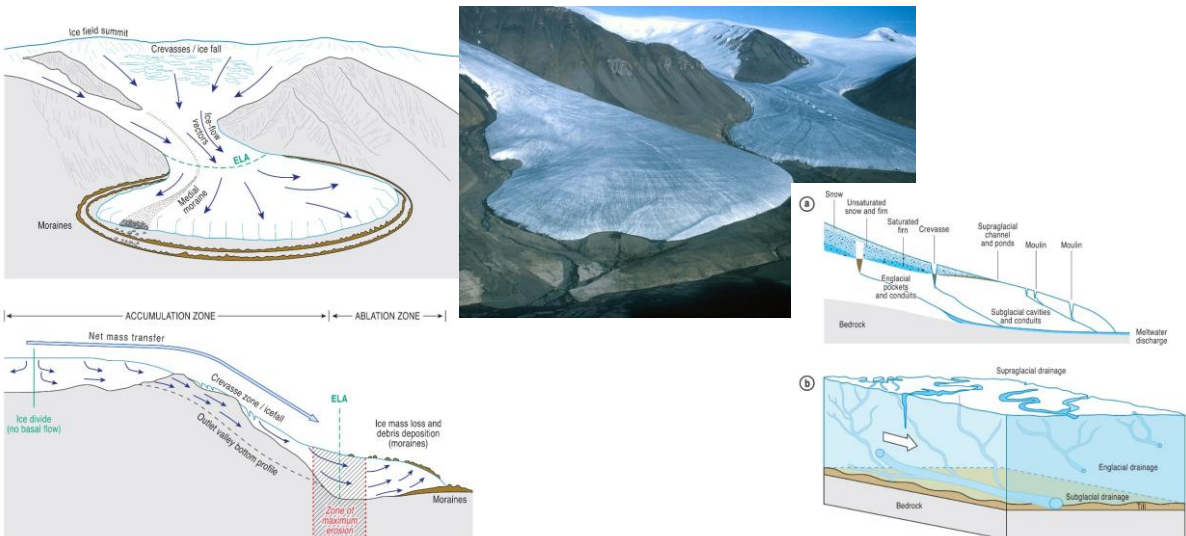 Ice field summit
Crevasses / ice fall
Ice-flow
vectors
ELA
Medial
moraine
Moraines
ACCUMULATION ZONE
ABLATION ZONE
Net mass transfer
Crevasse zone / icefall
ELA
Ice divide
(no basal flow)
Outlet valley bottom profile
Ice mass loss and
debris deposition
(moraines)
Zone of
maximum
erosion
Moraines
a
Snow
Unsaturated
snow and firn
Saturated
firn
Crevasse
Supraglacial
channel
and ponds
Moulin
Moulin
Englacial
pockets
and conduits
Subglacial cavities
and conduits
Bedrock
Meltwater
discharge
b
Supraglacial drainage
Englacial drainage
Subglacial drainage
Till
Bedrock